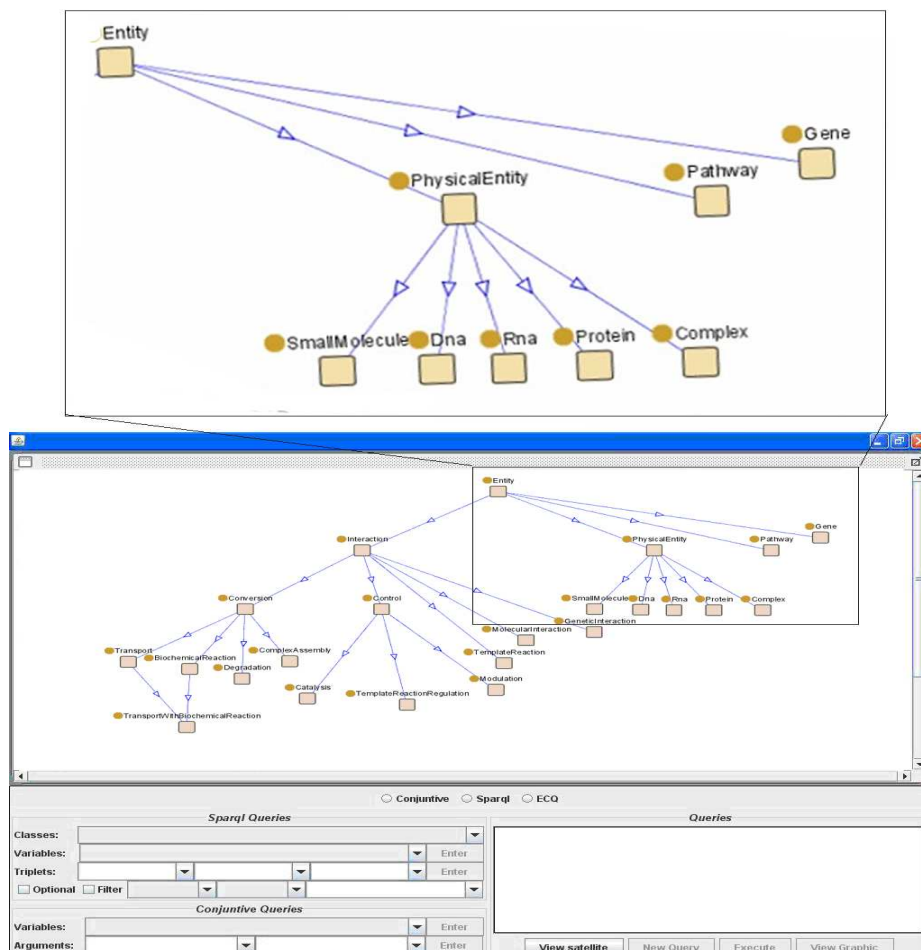 Entity
Gene
Pathway
PhysicalEntity
SmallMolecule Dna Rna Protein Complex
Entity
Gene
Interaction PhysicalEntity Pathway
Conversion Control SmallMolecule Dna Rna Protein Complex
GeneticInteraction
MolecularInteraction
Transport BiochemicalReaction ComplexAssembly TemplateReaction
Degradation
Modulation
Catalysis TemplateReactionRegulation
TransportWithBiochemicalReaction
Conjuntive Sparql ECQ
Sparql Queries Queries
Classes:
Variables: Enter
Triplets: Enter
Optional Filter
Conjuntive Queries
Variables: Enter
Arguments: Enter
View satellite New Query Execute View Graphic